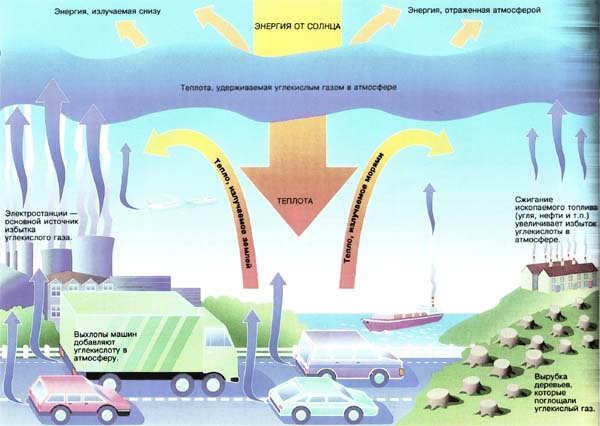 Энергия, излучаемая снизу
ЭНЕРГИЯ ОТ СОЛНЦА
Энергия, отраженная атмосферой
Теплота, удерживаемая углекислым газом в атмосфере
Тепло, излучаемое землей
ТЕПЛОТА
Тепло, излучаемое морями
Электростанции —
основной источник
избытка
углекислого газа.
Сжигание
ископаемого топлива
(угля, нефти и т.п.)
увеличивает избыток
углекислоты в
атмосфере.
Выхлопы машин
добавляют
углекислоту в
атмосферу.
Вырубка
деревьев,
которые
поглощали
углекислый газ.